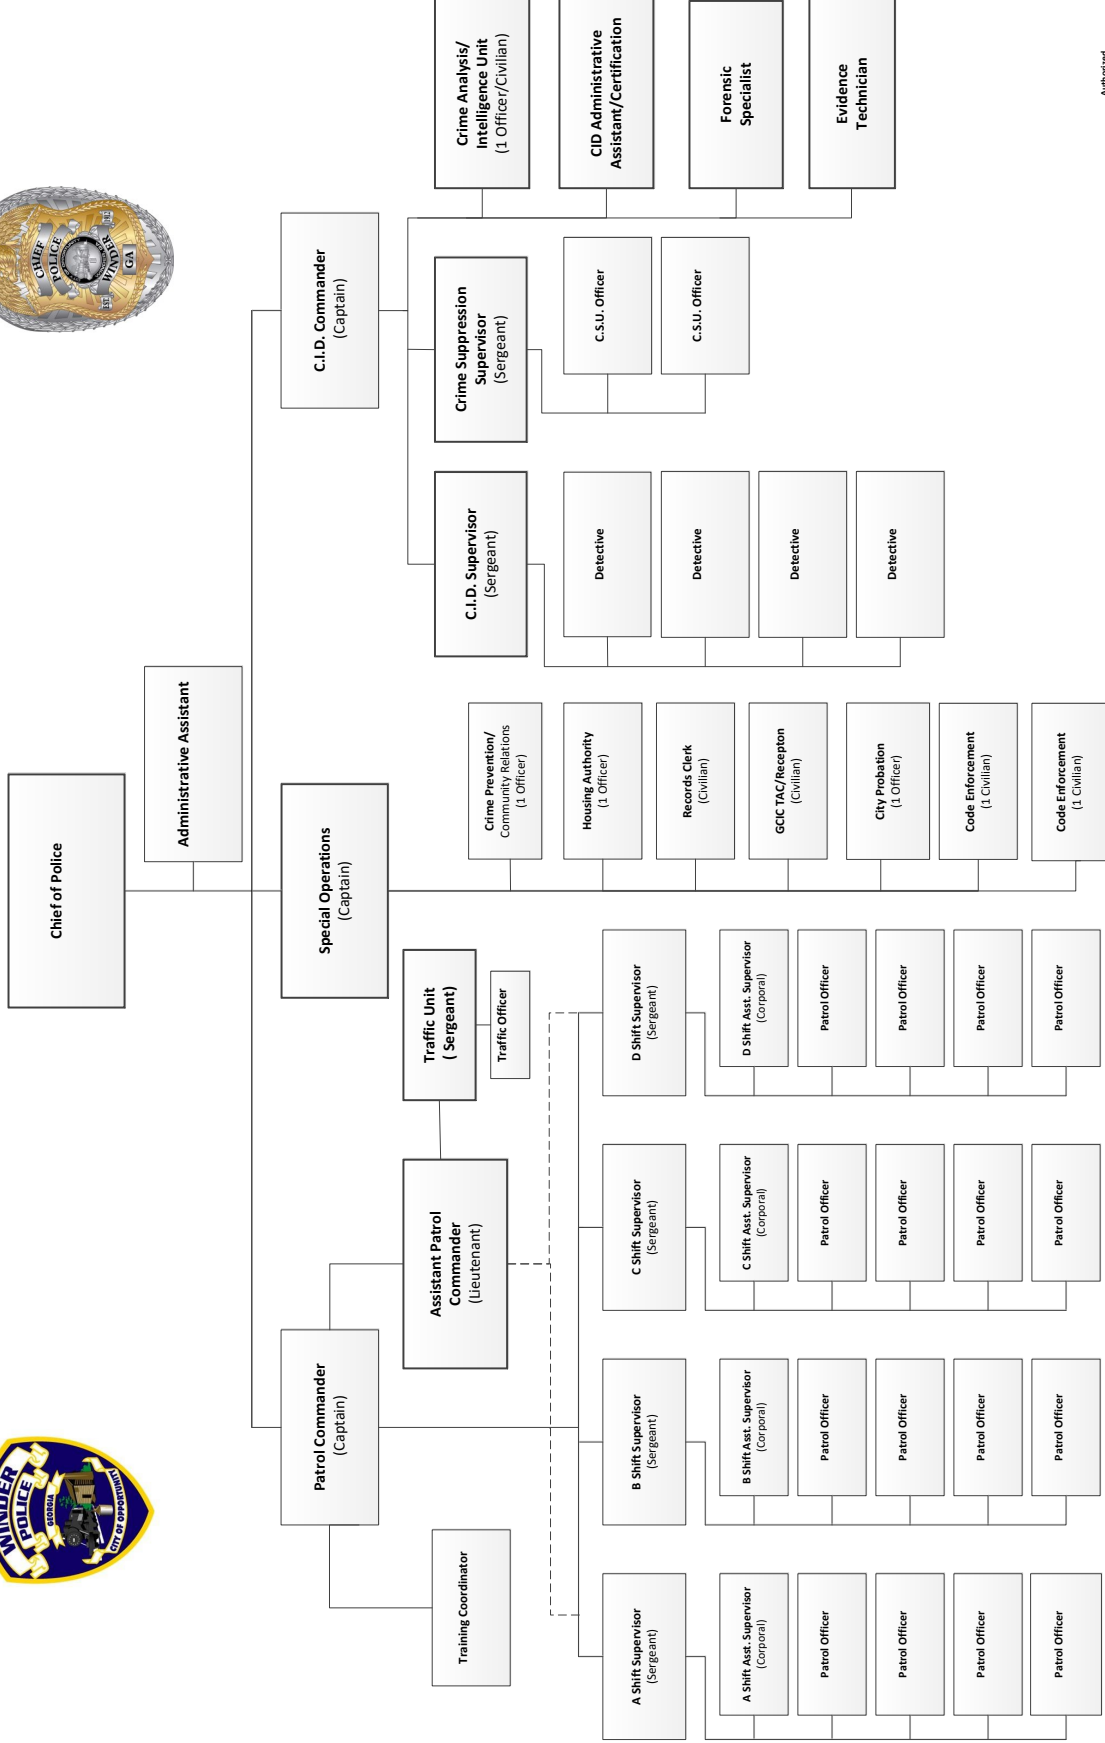 WINDER
POLICE
GEORGIA
CITY OF OPPORTUNITY
CHIEF
POLICE
EST.
WINDER
GA
Chief of Police
Administrative Assistant
Patrol Commander
(Captain)
Special Operations
(Captain)
C.I.D. Commander
(Captain)
Training Coordinator
Assistant Patrol
Commander
(Lieutenant)
Traffic Unit
( Sergeant)
Traffic Officer
A Shift Supervisor
(Sergeant)
A Shift Asst. Supervisor
(Corporal)
Patrol Officer
Patrol Officer
Patrol Officer
Patrol Officer
B Shift Supervisor
(Sergeant)
B Shift Asst. Supervisor
(Corporal)
Patrol Officer
Patrol Officer
Patrol Officer
Patrol Officer
C Shift Supervisor
(Sergeant)
C Shift Asst. Supervisor
(Corporal)
Patrol Officer
Patrol Officer
Patrol Officer
Patrol Officer
D Shift Supervisor
(Sergeant)
D Shift Asst. Supervisor
(Corporal)
Patrol Officer
Patrol Officer
Patrol Officer
Patrol Officer
Crime Prevention/
Community Relations
(1 Officer)
Housing Authority
(1 Officer)
Records Clerk
(Civilian)
GCIC TAC/Recepton
(Civilian)
City Probation
(1 Officer)
Code Enforcement
(1 Civilian)
Code Enforcement
(1 Civilian)
C.I.D. Supervisor
(Sergeant)
Detective
Detective
Detective
Detective
Crime Suppression
Supervisor
(Sergeant)
C.S.U. Officer
C.S.U. Officer
Crime Analysis/
Intelligence Unit
(1 Officer/Civilian)
CID Administrative
Assistant/Certification
Forensic
Specialist
Evidence
Technician
Authorized